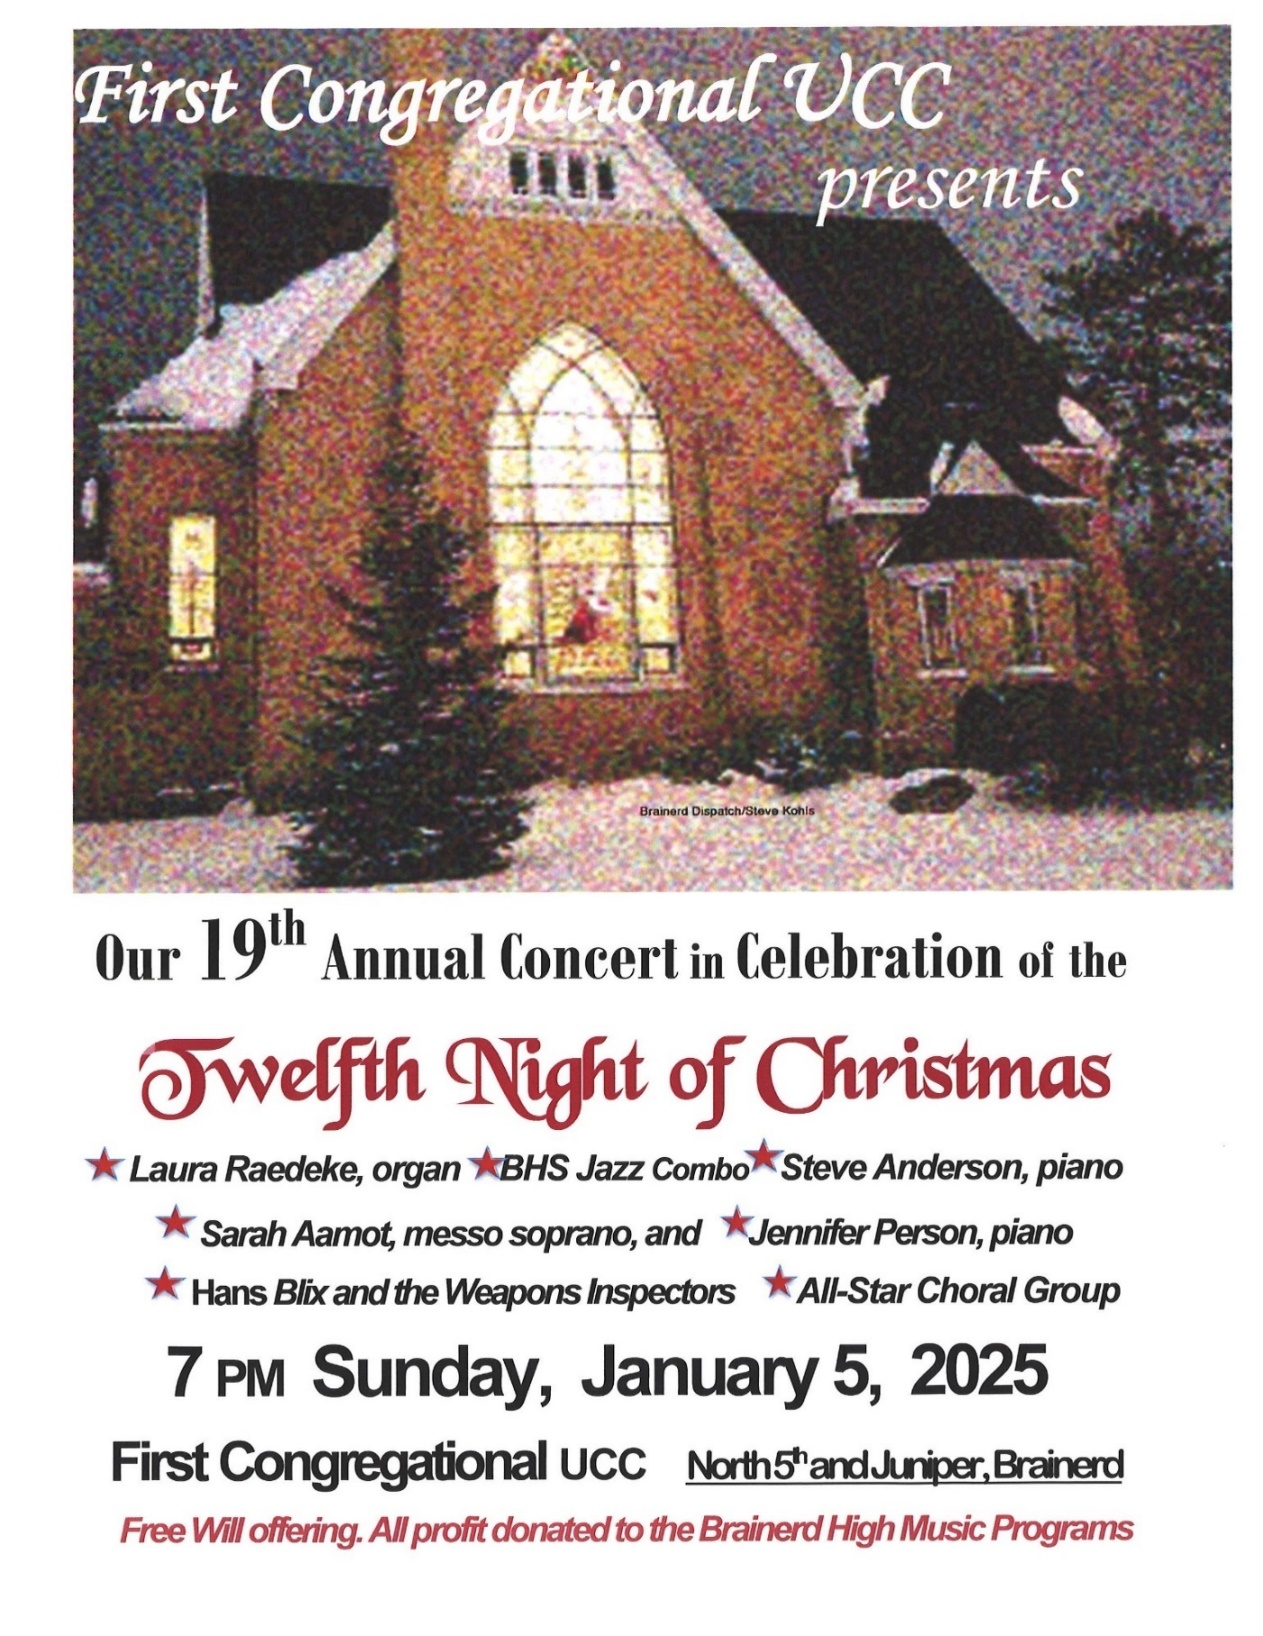 First Congregational UCC
presents
Brainerd Dispatch/Steve Kohls
Our 19th Annual Concert in Celebration of the
Twelfth Night of Christmas
Laura Raedeke, organ BHS Jazz Combo Steve Anderson, piano
Sarah Aamot, messo soprano, and Jennifer Person, piano
Hans Blix and the Weapons Inspectors All-Star Choral Group
7 PM Sunday, January 5, 2025
First Congregational UCC North 5th and Juniper, Brainerd
Free Will offering. All profit donated to the Brainerd High Music Programs